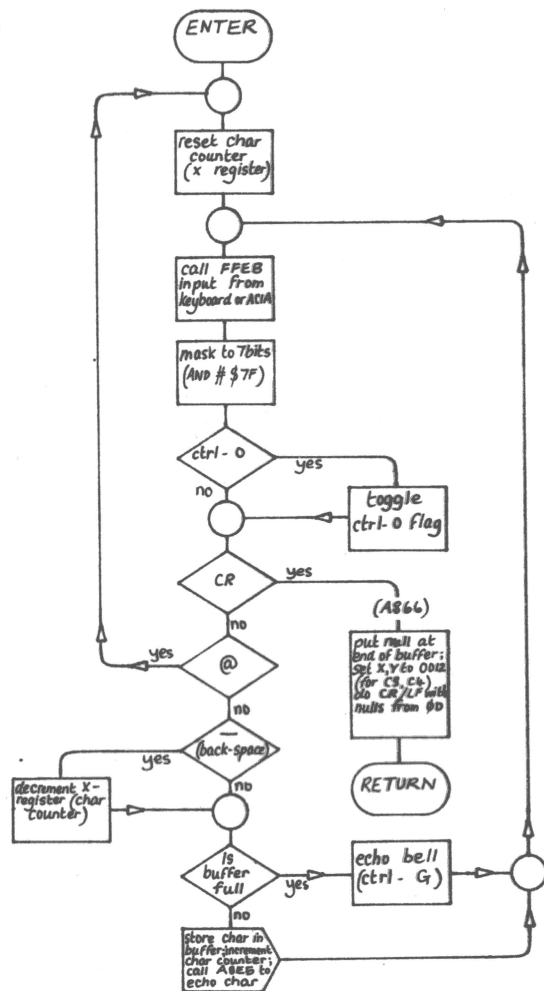 ENTER
reset char
counter
(x register)
call FFEB
input from
keyboard or ACIA
mask to 7bits
(AND # $7F)
ctrl-O
yes
no
toggle
ctrl-O flag
CR
yes
no
(A866)
put null at
end of buffer;
set X,Y to 0012
(for C3, C4)
do CR/LF with
nulls from ØD
RETURN
@
yes
no
_
(back-space)
yes
no
decrement X-
register (char
counter)
Is
buffer
full
yes
no
echo bell
(ctrl-G)
store char in
buffer; increment
char counter;
call A8E5 to
echo char